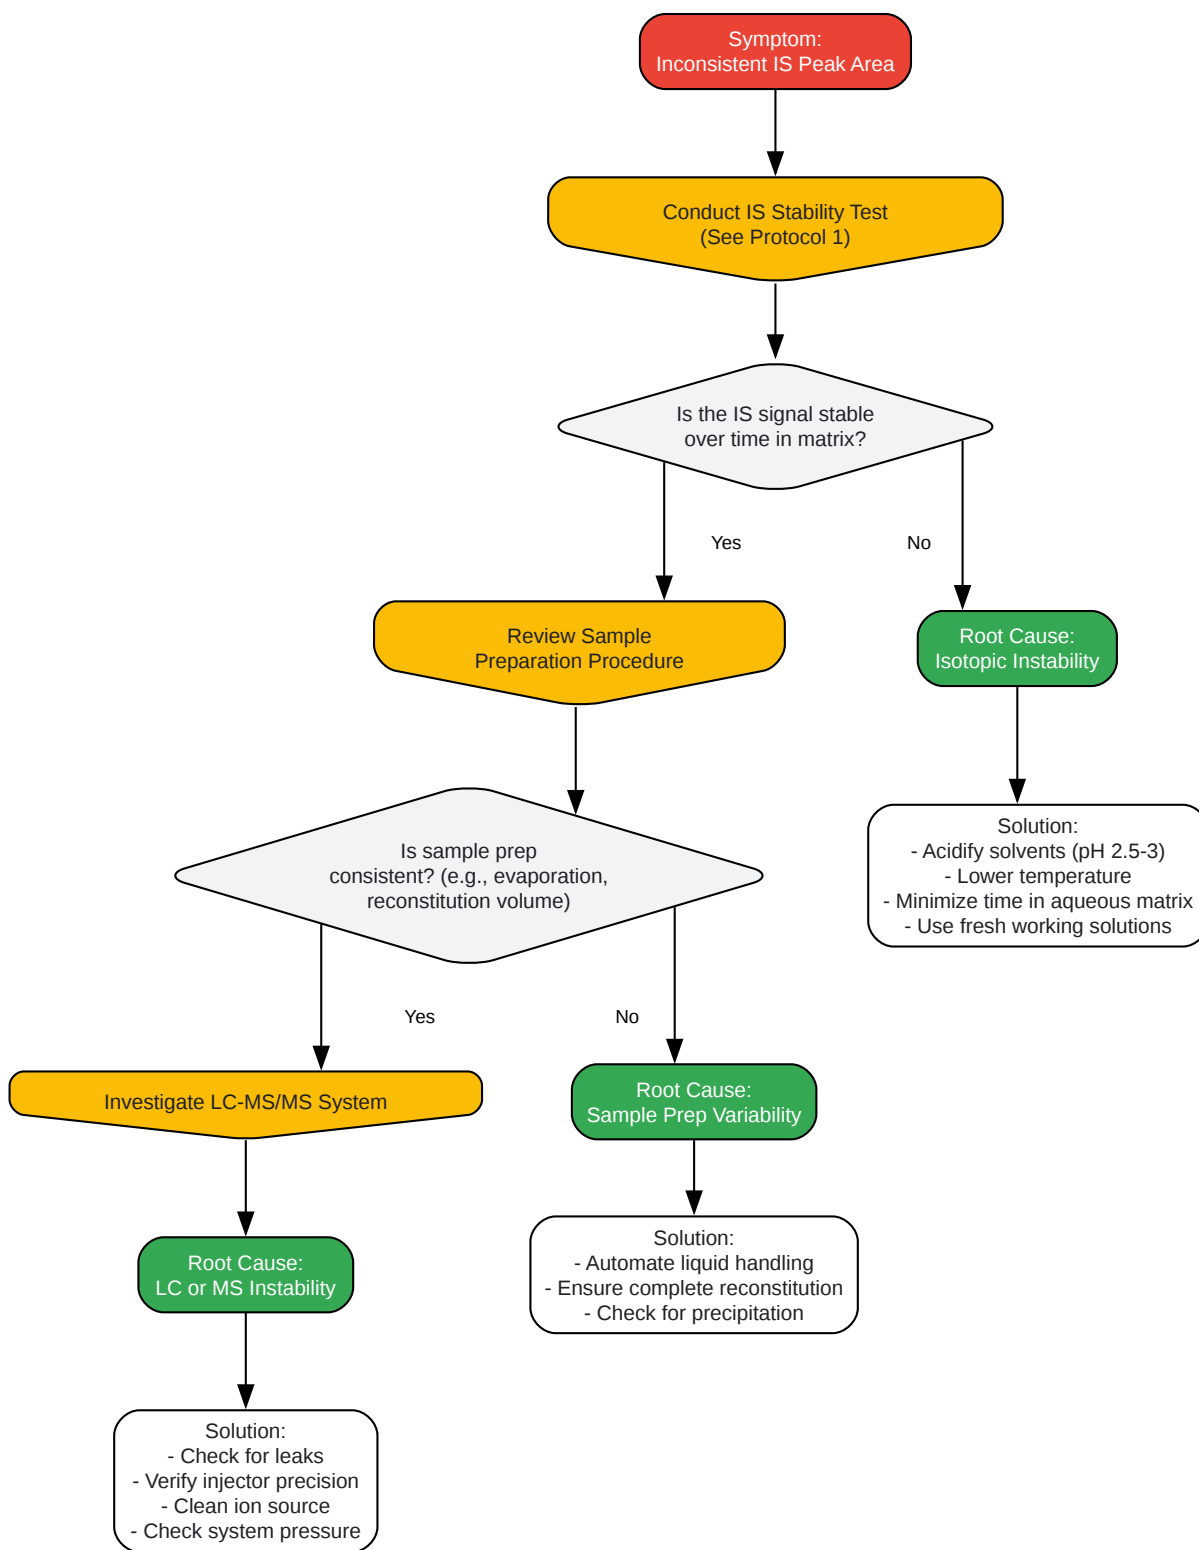 Symptom:
Inconsistent IS Peak Area
Conduct IS Stability Test
(See Protocol 1)
Is the IS signal stable
over time in matrix?
Yes
No
Review Sample
Preparation Procedure
Root Cause:
Isotopic Instability
Is sample prep
consistent? (e.g., evaporation,
reconstitution volume)
Solution:
- Acidify solvents (pH 2.5-3)
- Lower temperature
- Minimize time in aqueous matrix
- Use fresh working solutions
Yes
No
Investigate LC-MS/MS System
Root Cause:
Sample Prep Variability
Root Cause:
LC or MS Instability
Solution:
- Automate liquid handling
- Ensure complete reconstitution
- Check for precipitation
Solution:
- Check for leaks
- Verify injector precision
- Clean ion source
- Check system pressure